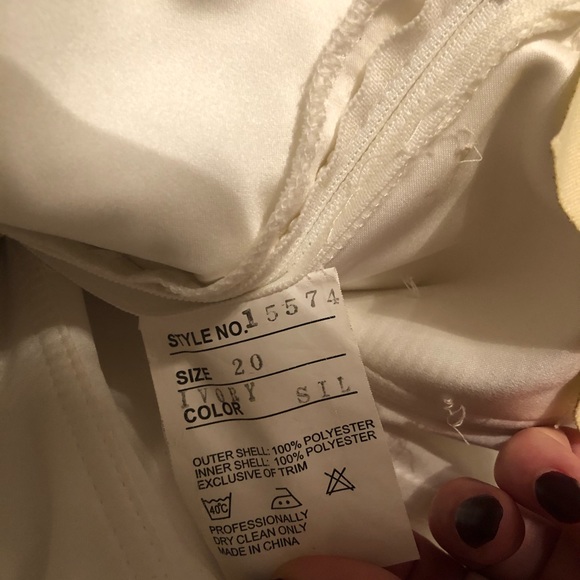 STYLE NO. 15574
SIZE 20
IVORY SIL
COLOR
OUTER SHELL: 100% POLYESTER
INNER SHELL: 100% POLYESTER
EXCLUSIVE OF TRIM
40°C
PROFESSIONALLY
DRY CLEAN ONLY
MADE IN CHINA